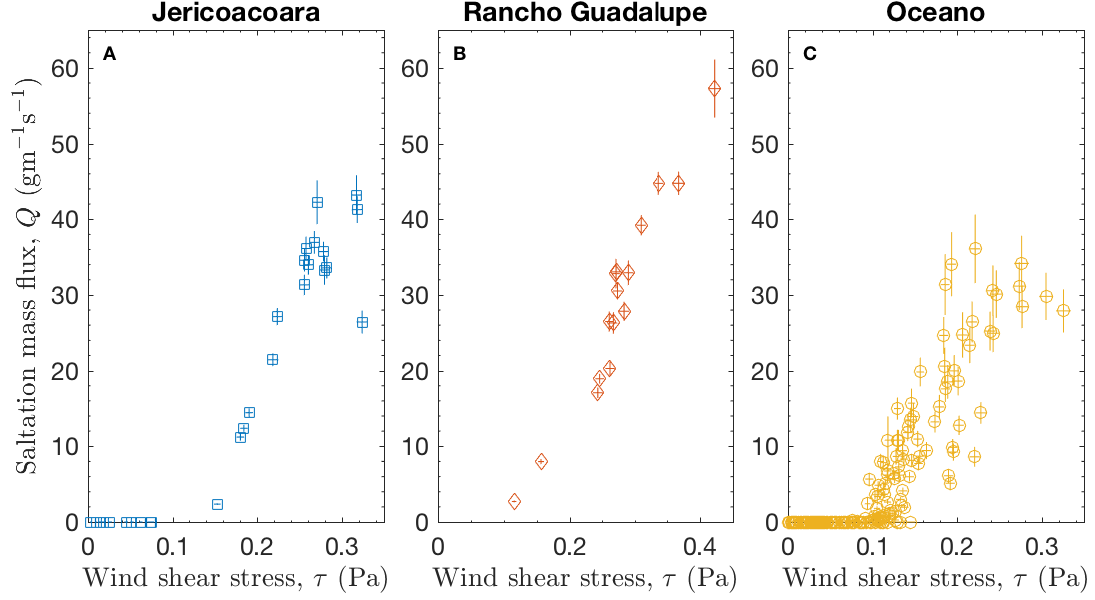 Jericoacoara
Rancho Guadalupe
Oceano
A
B
C
Saltation mass flux, Q (gm⁻¹s⁻¹)
60
50
40
30
20
10
0
60
50
40
30
20
10
0
60
50
40
30
20
10
0
0 0.1 0.2 0.3
0 0.2 0.4
0 0.1 0.2 0.3
Wind shear stress, τ (Pa)
Wind shear stress, τ (Pa)
Wind shear stress, τ (Pa)